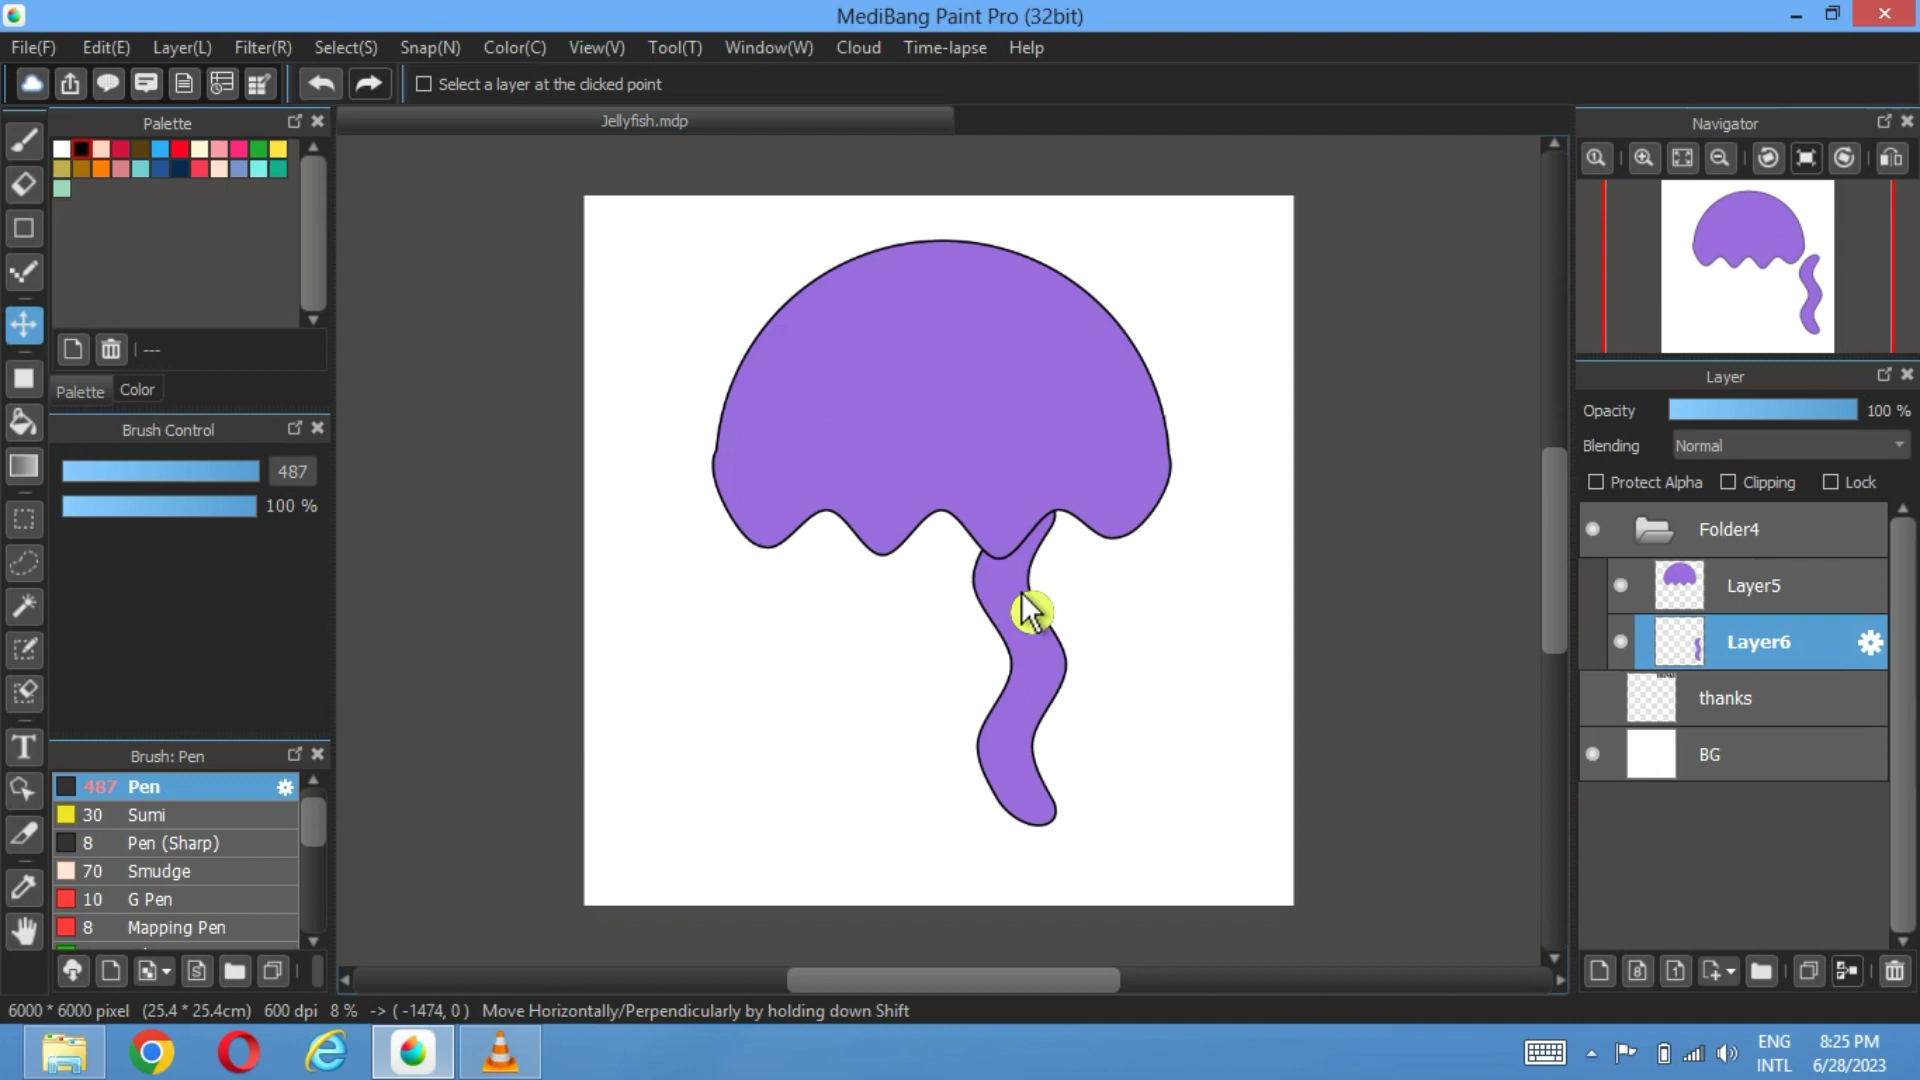 MediBang Paint Pro (32bit)
File(F) Edit(E) Layer(L) Filter(R) Select(S) Snap(N) Color(C) View(V) Tool(T) Window(W) Cloud Time-lapse Help
Select a layer at the clicked point
Palette
Jellyfish.mdp
Navigator
---
Palette Color
Brush Control
487
100 %
Layer
Opacity 100 %
Blending Normal
Protect Alpha Clipping Lock
Folder4
Layer5
Layer6
thanks
BG
Brush: Pen
487 Pen
30 Sumi
8 Pen (Sharp)
70 Smudge
10 G Pen
8 Mapping Pen
6000 * 6000 pixel (25.4 * 25.4cm) 600 dpi 8 % -> ( -1474, 0 ) Move Horizontally/Perpendicularly by holding down Shift
ENG 8:25 PM
INTL 6/28/2023